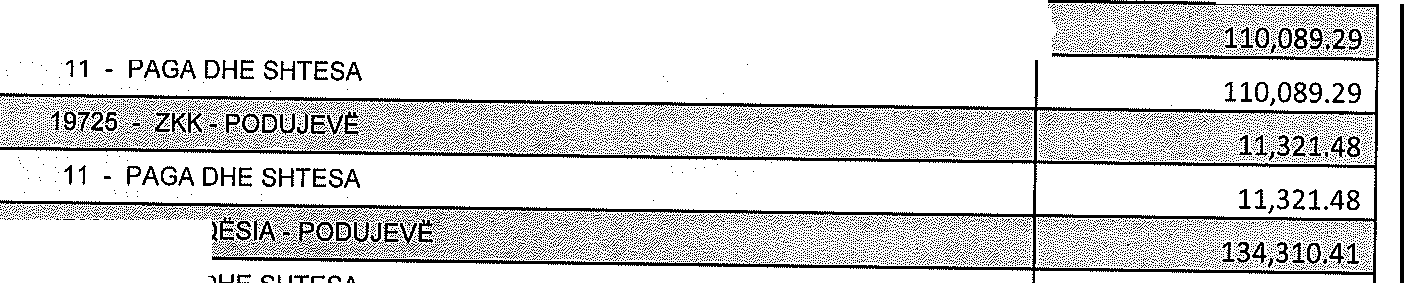 110,089.29
11 - PAGA DHE SHTESA 110,089.29
19725 - ZKK - PODUJEVË 11,321.48
11 - PAGA DHE SHTESA 11,321.48
- PODUJEVË 134,310.41
SHTESA